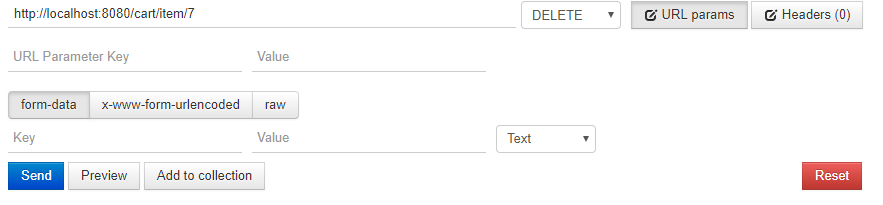 http://localhost:8080/cart/item/7 DELETE URL params Headers (0)
URL Parameter Key Value
form-data x-www-form-urlencoded raw
Key Value Text
Send Preview Add to collection Reset